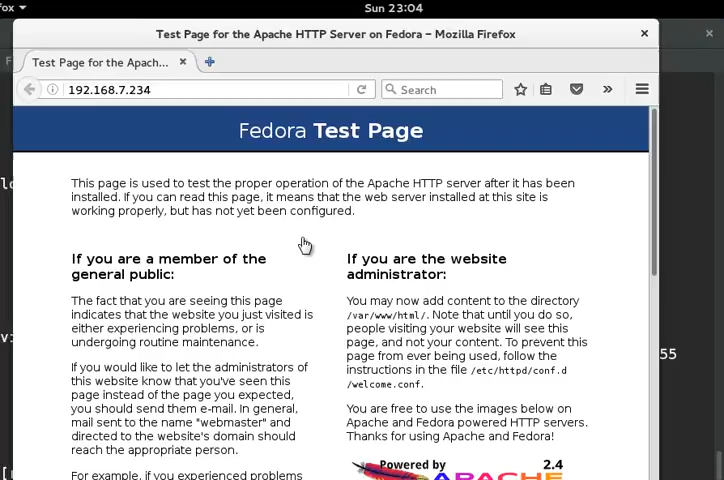 fox
Sun 23:04
Test Page for the Apache HTTP Server on Fedora – Mozilla Firefox
Test Page for the Apach...
192.168.7.234
Search
Fedora Test Page
This page is used to test the proper operation of the Apache HTTP server after it has been
installed. If you can read this page, it means that the web server installed at this site is
working properly, but has not yet been configured.
If you are a member of the
general public:
The fact that you are seeing this page
indicates that the website you just visited is
either experiencing problems, or is
undergoing routine maintenance.
If you would like to let the administrators of
this website know that you've seen this
page instead of the page you expected,
you should send them e-mail. In general,
mail sent to the name "webmaster" and
directed to the website's domain should
reach the appropriate person.
For example, if you experienced problems
If you are the website
administrator:
You may now add content to the directory
/var/www/html/. Note that until you do so,
people visiting your website will see this
page, and not your content. To prevent this
page from ever being used, follow the
instructions in the file /etc/httpd/conf.d
/welcome.conf.
You are free to use the images below on
Apache and Fedora powered HTTP servers.
Thanks for using Apache and Fedora!
Powered by 2.4
APACHE
55